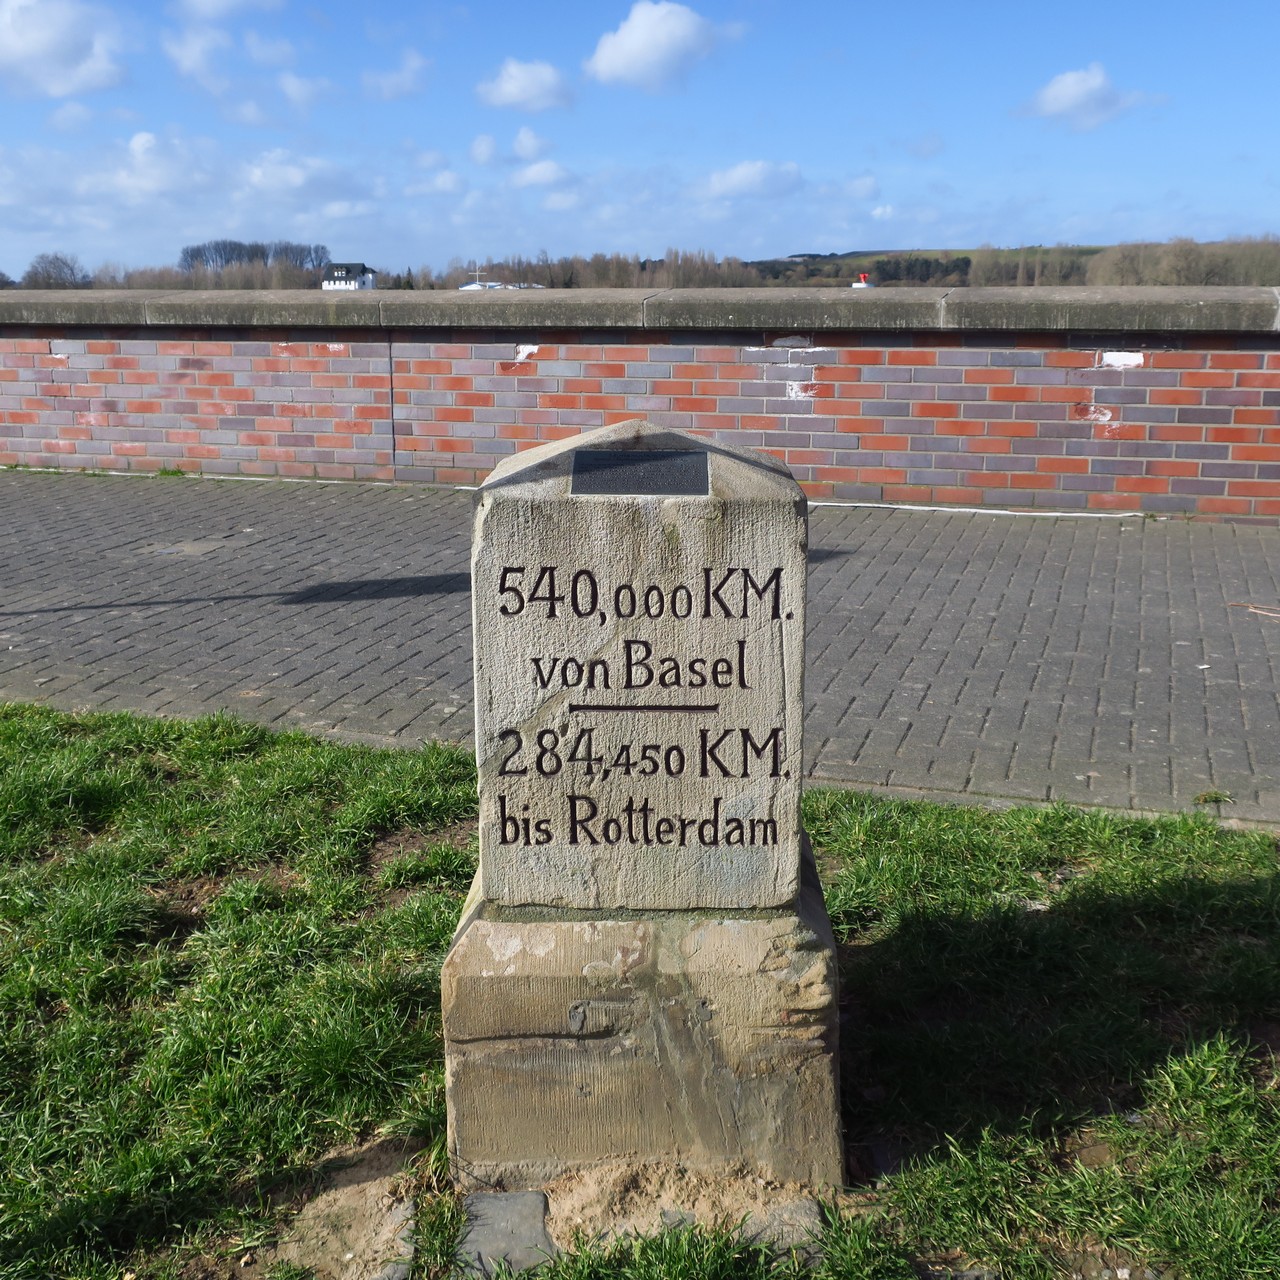 540,000 KM.
von Basel
284,450 KM.
bis Rotterdam